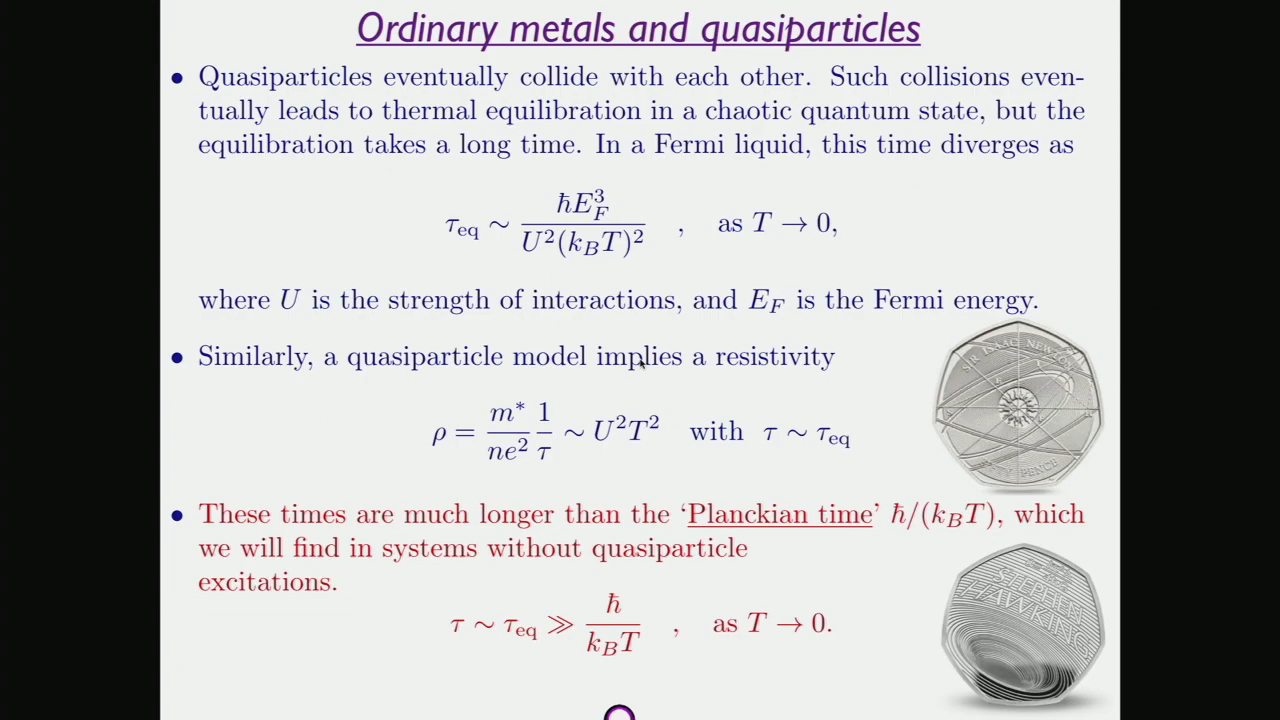 Ordinary metals and quasiparticles
• Quasiparticles eventually collide with each other. Such collisions even-
tually leads to thermal equilibration in a chaotic quantum state, but the
equilibration takes a long time. In a Fermi liquid, this time diverges as
τ_eq ∼ ħE_F^3 / U^2(k_BT)^2 , as T → 0,
where U is the strength of interactions, and E_F is the Fermi energy.
• Similarly, a quasiparticle model implies a resistivity
SIR ISAAC NEWTON
ρ = m*/ne^2 1/τ ∼ U^2T^2 with τ ∼ τ_eq
PENCE
• These times are much longer than the ‘Planckian time’ ħ/(k_BT), which
we will find in systems without quasiparticle
excitations.
STEPHEN
HAWKING
τ ∼ τ_eq ≫ ħ/k_BT , as T → 0.